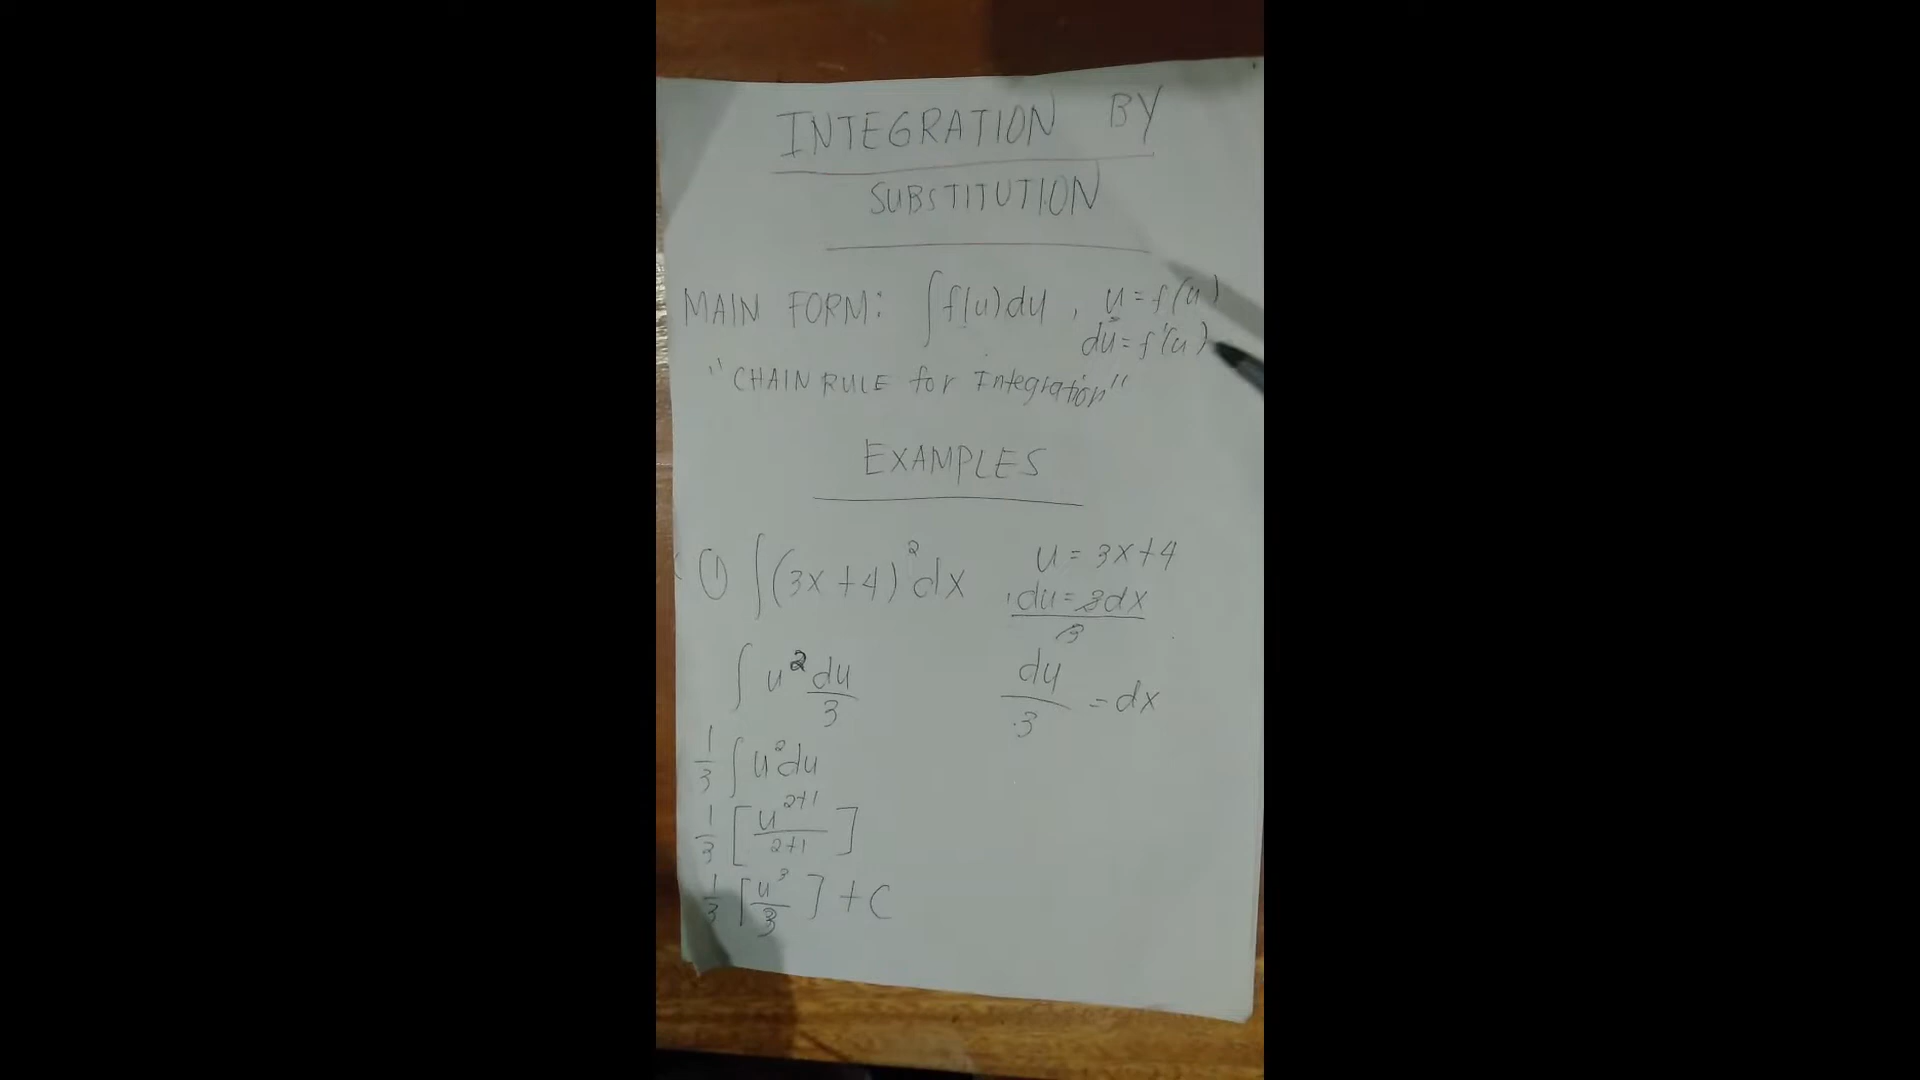 INTEGRATION BY
SUBSTITUTION
MAIN FORM: ∫f(u)du, u = f(u)
du = f'(u)
"CHAIN RULE for Integration"
EXAMPLES
① ∫(3x+4)²dx u = 3x+4
du = 3dx
3
∫u² du/3 du/3 = dx
1/3 ∫u²du
1/3 [u^(2+1)/(2+1)]
1/3 [u³/3] + C